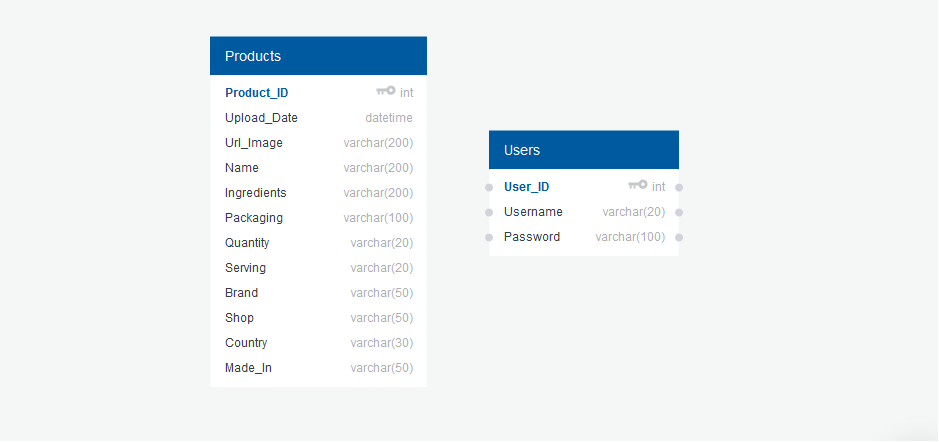 Products
Product_ID int
Upload_Date datetime
Url_Image varchar(200)
Name varchar(200)
Ingredients varchar(200)
Packaging varchar(100)
Quantity varchar(20)
Serving varchar(20)
Brand varchar(50)
Shop varchar(50)
Country varchar(30)
Made_In varchar(50)
Users
User_ID int
Username varchar(20)
Password varchar(100)